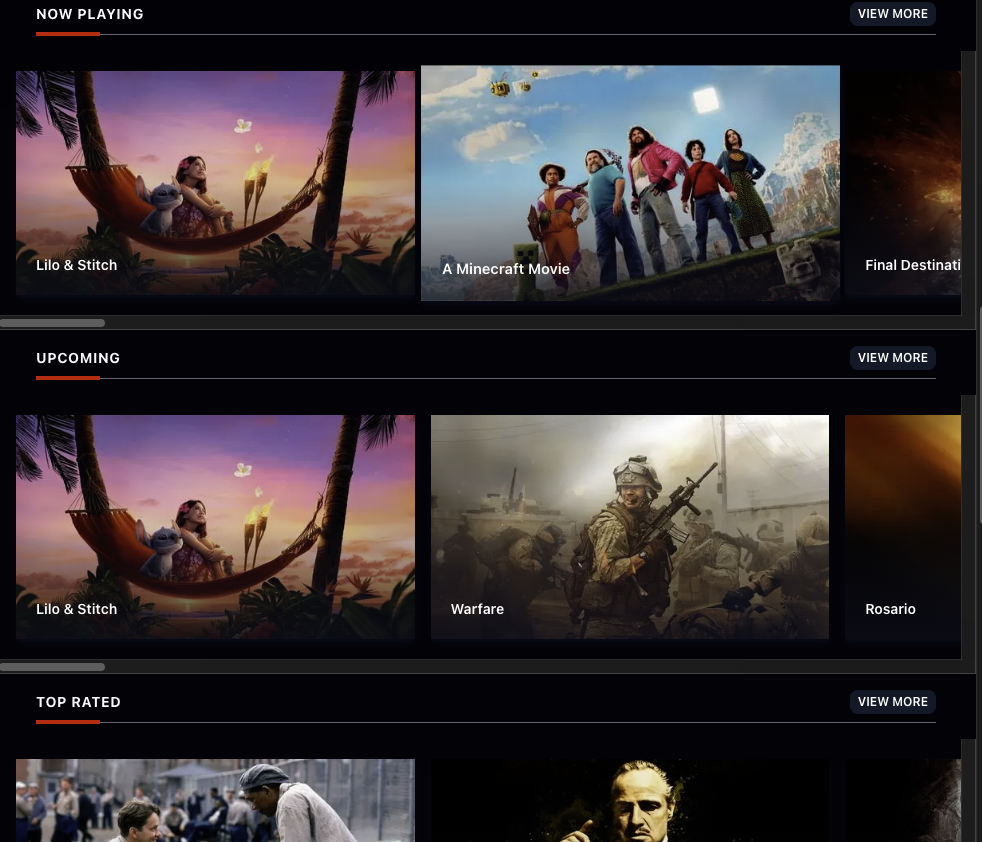 NOW PLAYING
VIEW MORE
Lilo & Stitch
A Minecraft Movie
Final Destinati
UPCOMING
VIEW MORE
Lilo & Stitch
Warfare
Rosario
TOP RATED
VIEW MORE